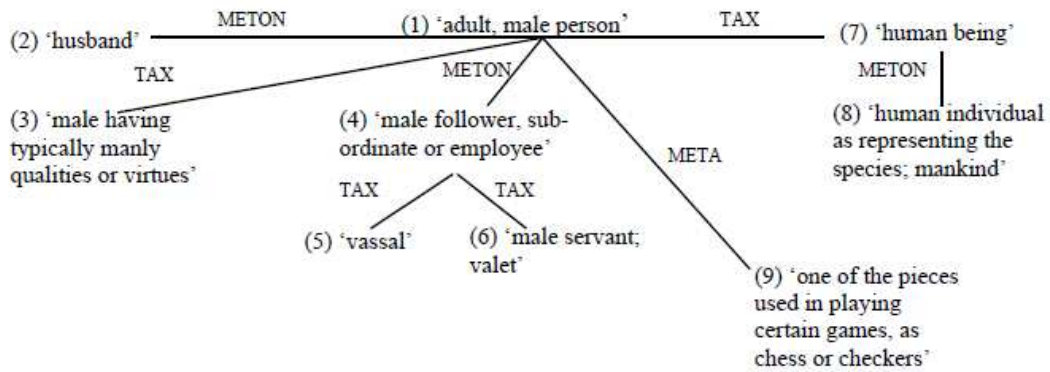 METON
(1) ‘adult, male person’
TAX
(2) ‘husband’
(7) ‘human being’
TAX
METON
METON
(3) ‘male having
typically manly
qualities or virtues’
(4) ‘male follower, sub-
ordinate or employee’
(8) ‘human individual
as representing the
species; mankind’
META
TAX
TAX
(5) ‘vassal’
(6) ‘male servant;
valet’
(9) ‘one of the pieces
used in playing
certain games, as
chess or checkers’